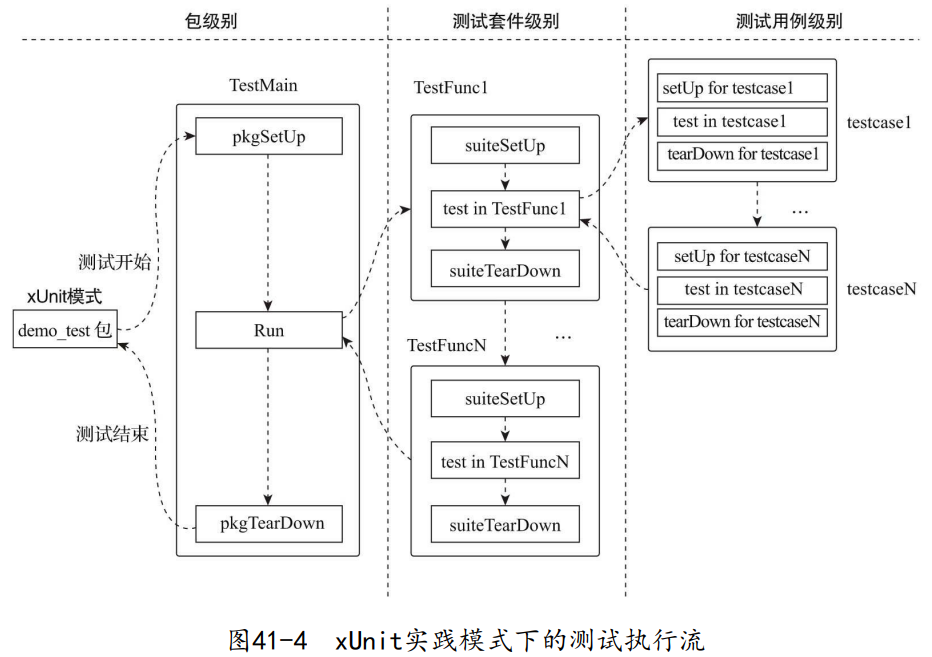 包级别
测试套件级别
测试用例级别
TestMain
pkgSetUp
Run
pkgTearDown
测试开始
xUnit模式
demo_test 包
测试结束
TestFunc1
suiteSetUp
test in TestFunc1
suiteTearDown
...
TestFuncN
suiteSetUp
test in TestFuncN
suiteTearDown
setUp for testcase1
test in testcase1
tearDown for testcase1
testcase1
...
setUp for testcaseN
test in testcaseN
tearDown for testcaseN
testcaseN
图41-4 xUnit实践模式下的测试执行流